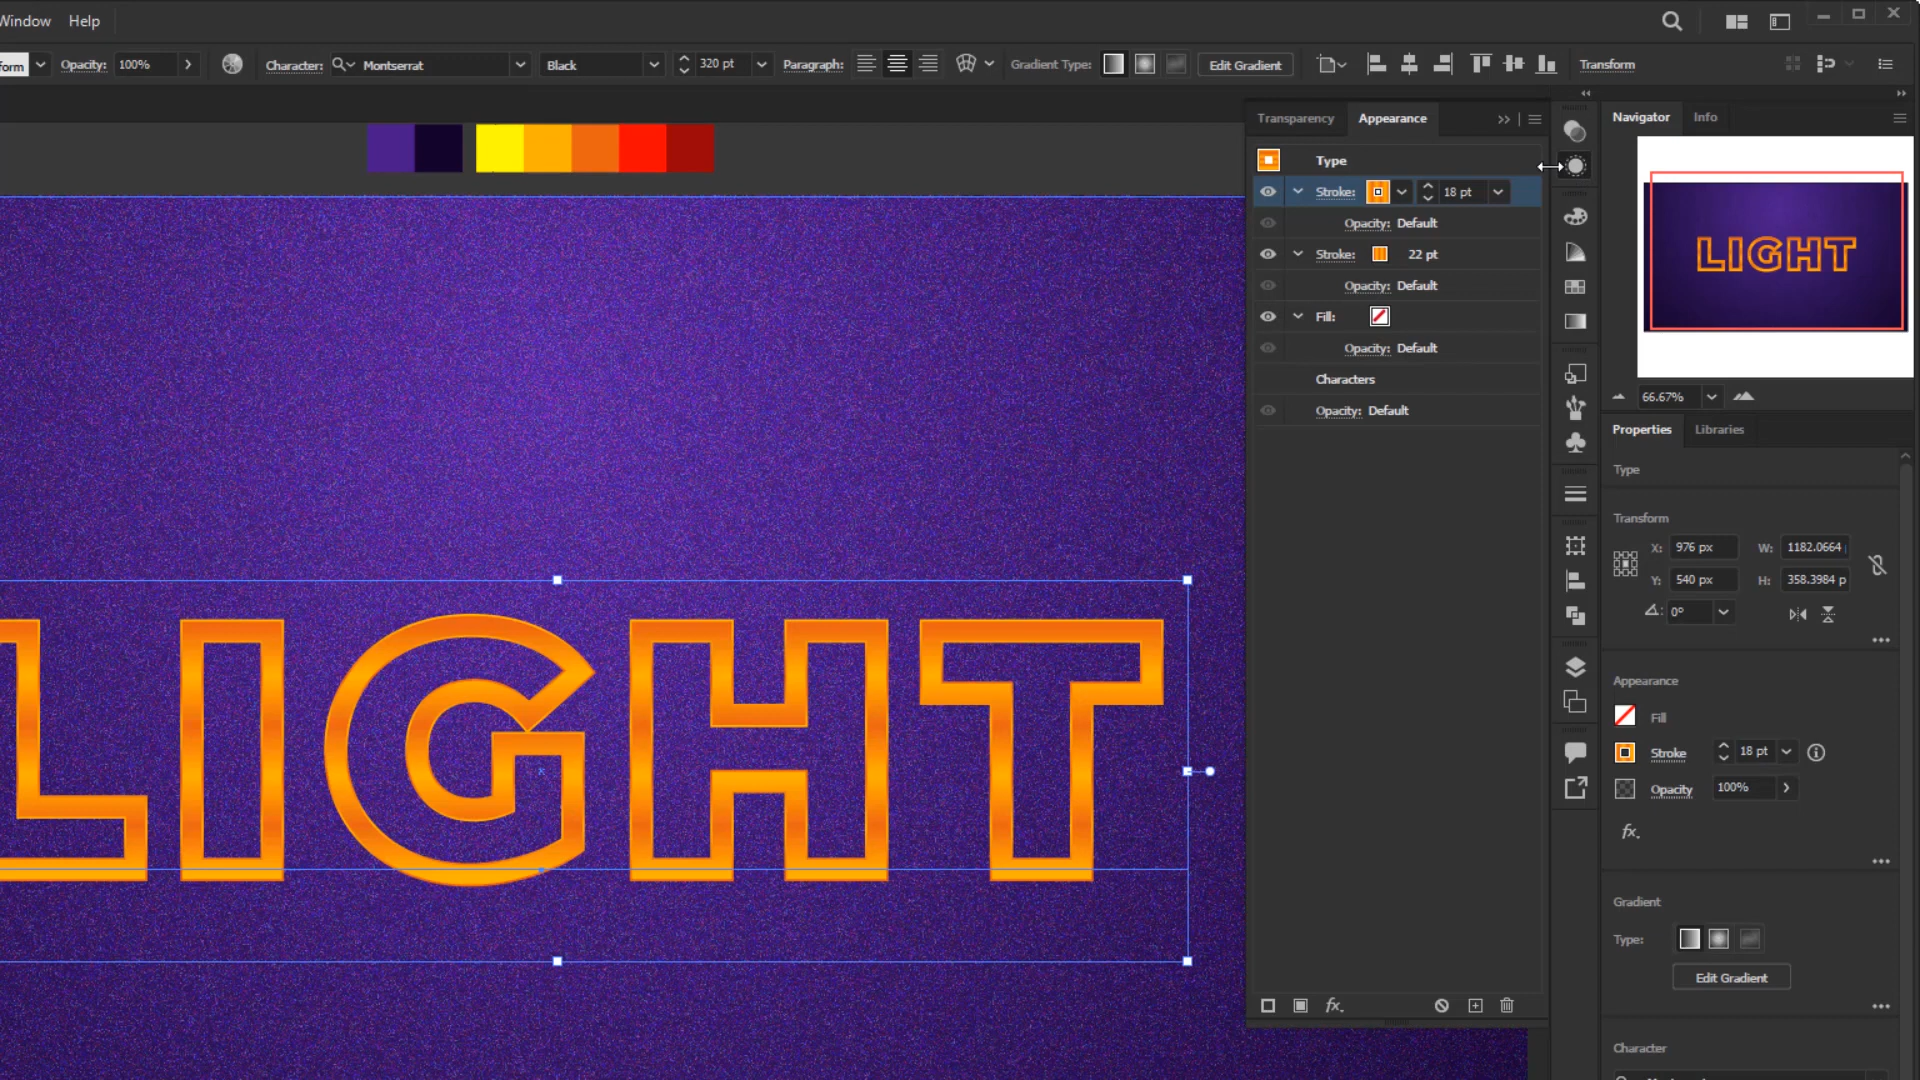 Window Help
form Opacity: 100% Character: Montserrat Black 320 pt Paragraph: Gradient Type: Edit Gradient Transform
Transparency Appearance
Type
Stroke: 18 pt
Opacity: Default
Stroke: 22 pt
Opacity: Default
Fill:
Opacity: Default
Characters
Opacity: Default
fx.
Navigator Info
LIGHT
66.67%
Properties Libraries
Type
Transform
X: 976 px W: 1182.0664
Y: 540 px H: 358.3984 p
0°
Appearance
Fill
Stroke 18 pt
Opacity 100%
fx.
Gradient
Type:
Edit Gradient
Character
LIGHT